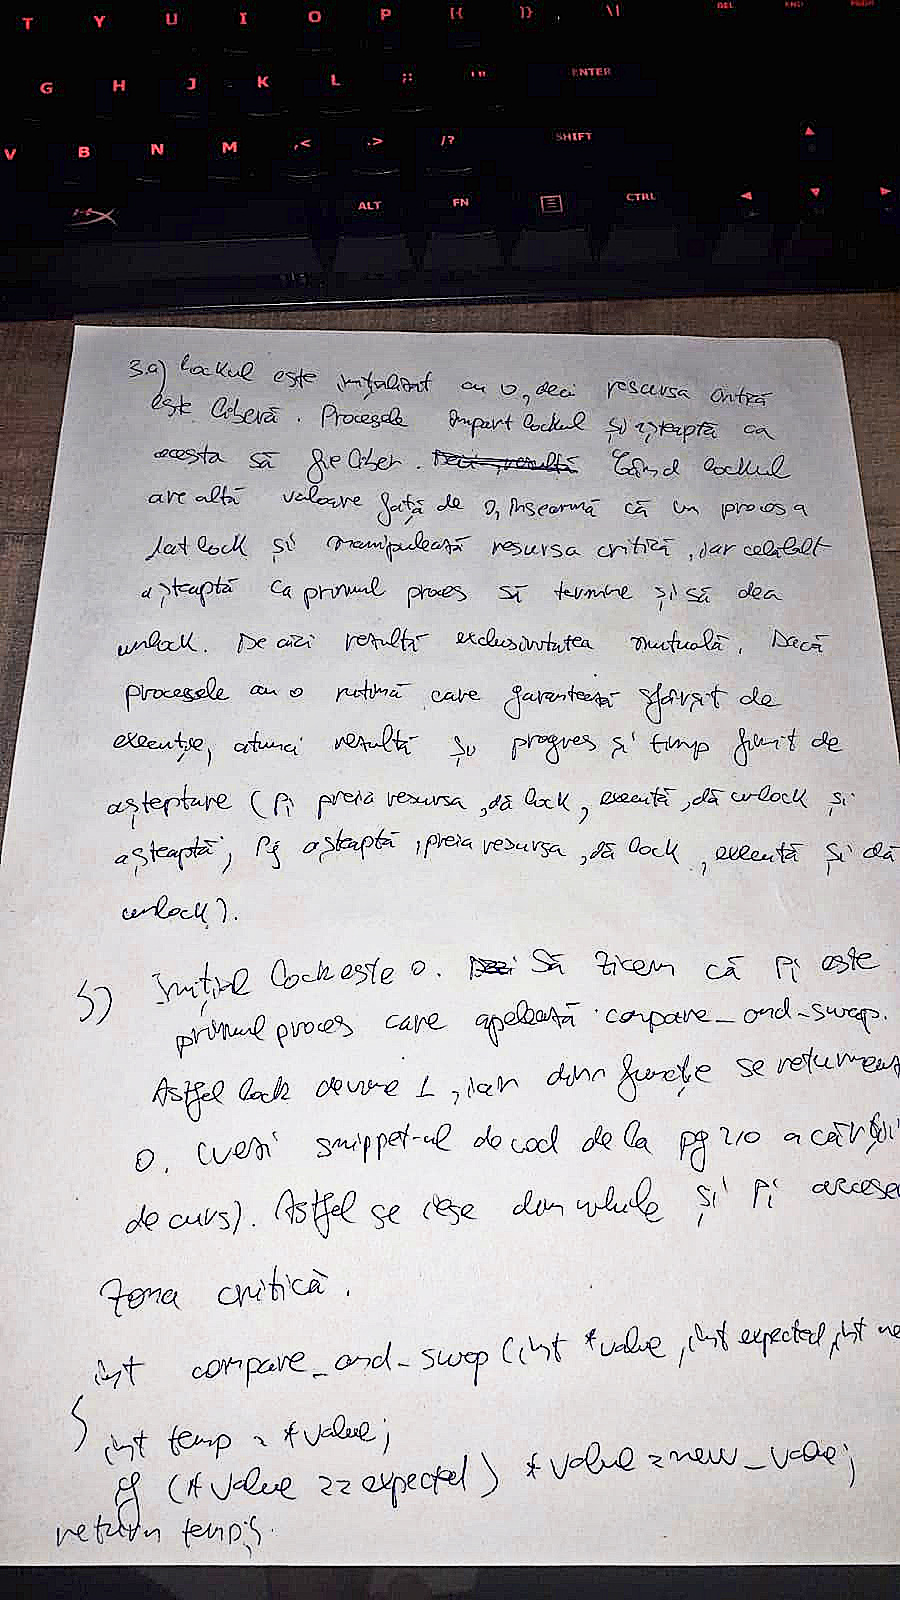 T Y U I O P [{ ]} \| DEL END PGDN
G H J K L ;: '" ENTER
V B N M ,< .> /? SHIFT
ALT FN CTRL
3.a) Lockul este inițializat cu 0, deci resursa critică
este liberă. Procesele împart lockul și așteaptă ca
acesta să fie liber. Deci, rezultă Când lockul
are altă valoare față de 0, înseamnă că un proces a
dat lock și manipulează resursa critică, iar celălalt
așteaptă ca primul proces să termine și să dea
unlock. De aici rezultă exclusivitatea mutuală. Dacă
procesele au o rutină care garantează sfârșit de
execuție, atunci rezultă și progres și timp finit de
așteptare (Pi preia resursa, dă lock, execută, dă unlock și
așteaptă, Pj așteaptă, preia resursa, dă lock, execută și dă
unlock).
b) Inițial lock este 0. Deci Să zicem că Pi este
primul proces care apelează compare_and_swap.
Astfel lock devine 1, iar din funcție se returnează
0. (vezi snippet-ul de cod de la pg 210 a cărții
de curs). Astfel se iese din while și Pi accese
zona critică.
int compare_and_swap (int *value, int expected, int ne
{
int temp = *value;
if (*value == expected) *value = new_value;
return temp;